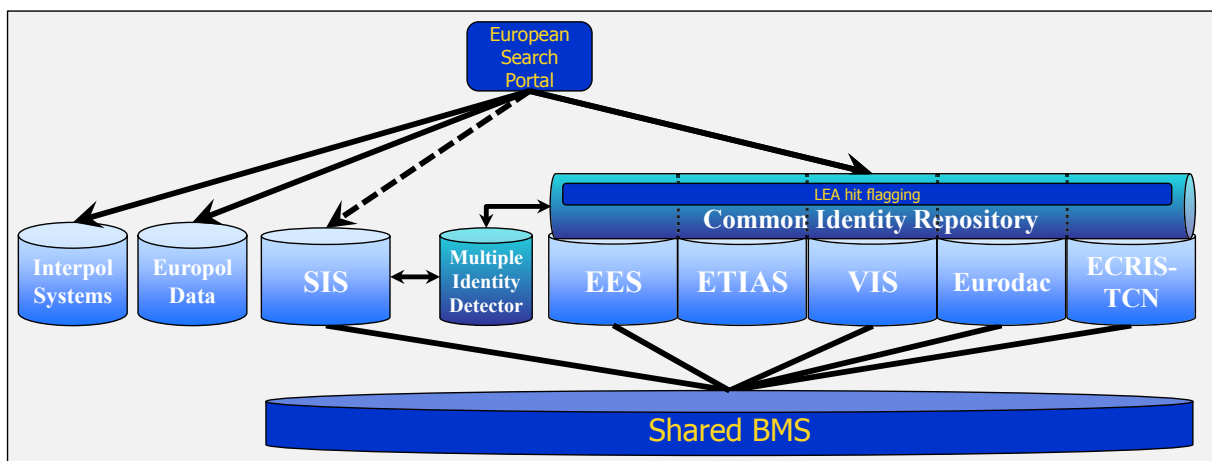 European
Search
Portal
LEA hit flagging
Common Identity Repository
Interpol
Systems
Europol
Data
SIS
Multiple
Identity
Detector
EES
ETIAS
VIS
Eurodac
ECRIS-
TCN
Shared BMS